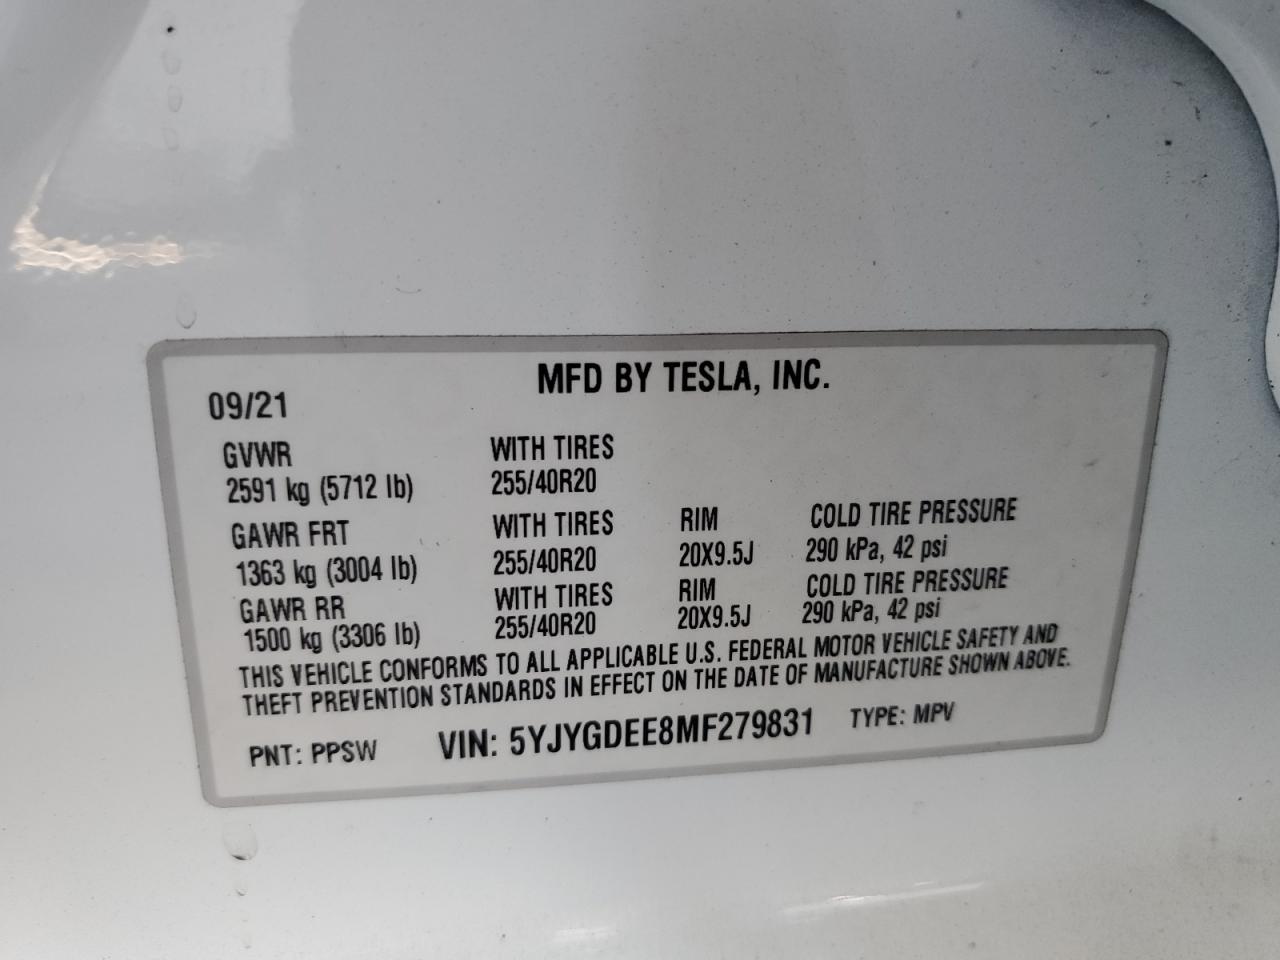 MFD BY TESLA, INC.
09/21
GVWR WITH TIRES
2591 kg (5712 lb) 255/40R20
GAWR FRT WITH TIRES RIM COLD TIRE PRESSURE
1363 kg (3004 lb) 255/40R20 20X9.5J 290 kPa, 42 psi
GAWR RR WITH TIRES RIM COLD TIRE PRESSURE
1500 kg (3306 lb) 255/40R20 20X9.5J 290 kPa, 42 psi
THIS VEHICLE CONFORMS TO ALL APPLICABLE U.S. FEDERAL MOTOR VEHICLE SAFETY AND
THEFT PREVENTION STANDARDS IN EFFECT ON THE DATE OF MANUFACTURE SHOWN ABOVE.
PNT: PPSW VIN: 5YJYGDEE8MF279831 TYPE: MPV